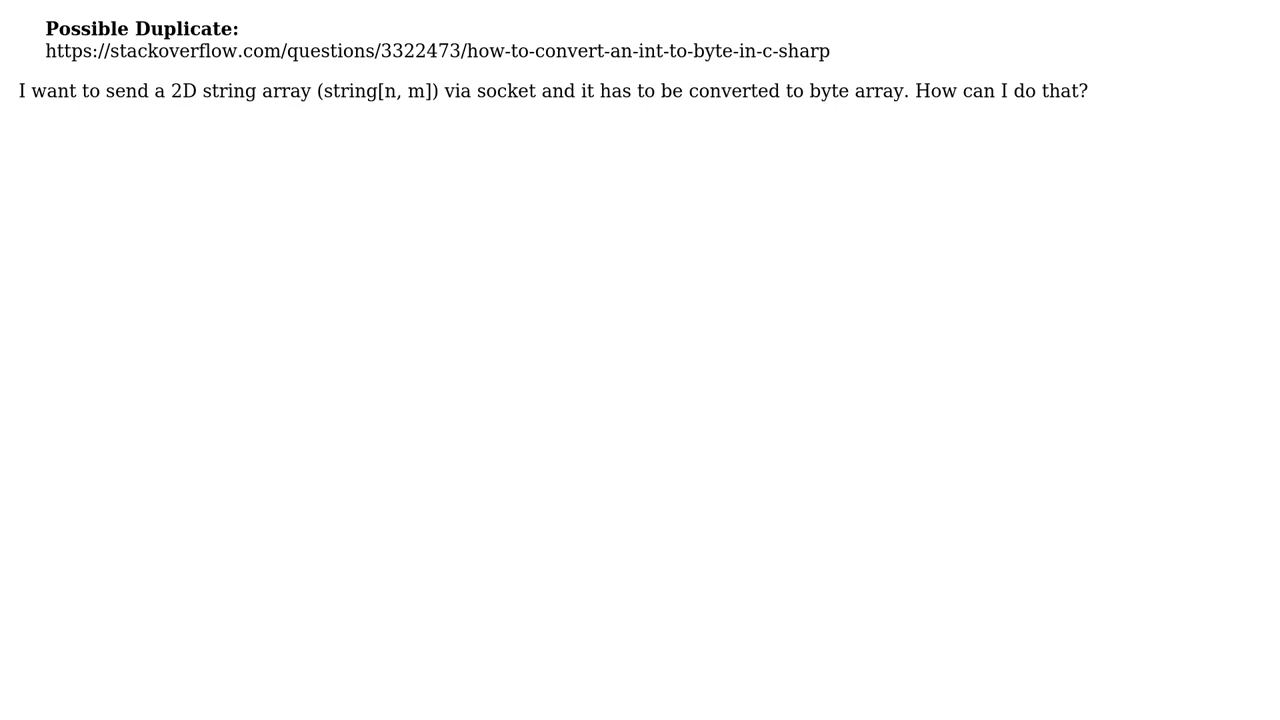 Possible Duplicate:
https://stackoverflow.com/questions/3322473/how-to-convert-an-int-to-byte-in-c-sharp
I want to send a 2D string array (string[n, m]) via socket and it has to be converted to byte array. How can I do that?